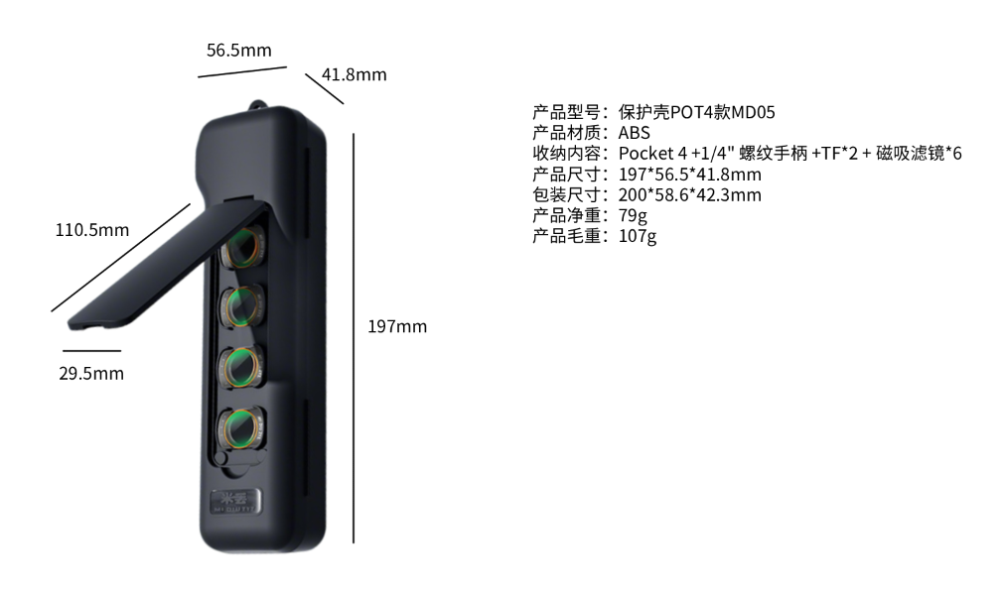 56.5mm
41.8mm
110.5mm
29.5mm
197mm
米徒
产品型号：保护壳POT4款MD05
产品材质：ABS
收纳内容：Pocket 4 +1/4" 螺纹手柄 +TF*2 + 磁吸滤镜*6
产品尺寸：197*56.5*41.8mm
包装尺寸：200*58.6*42.3mm
产品净重：79g
产品毛重：107g